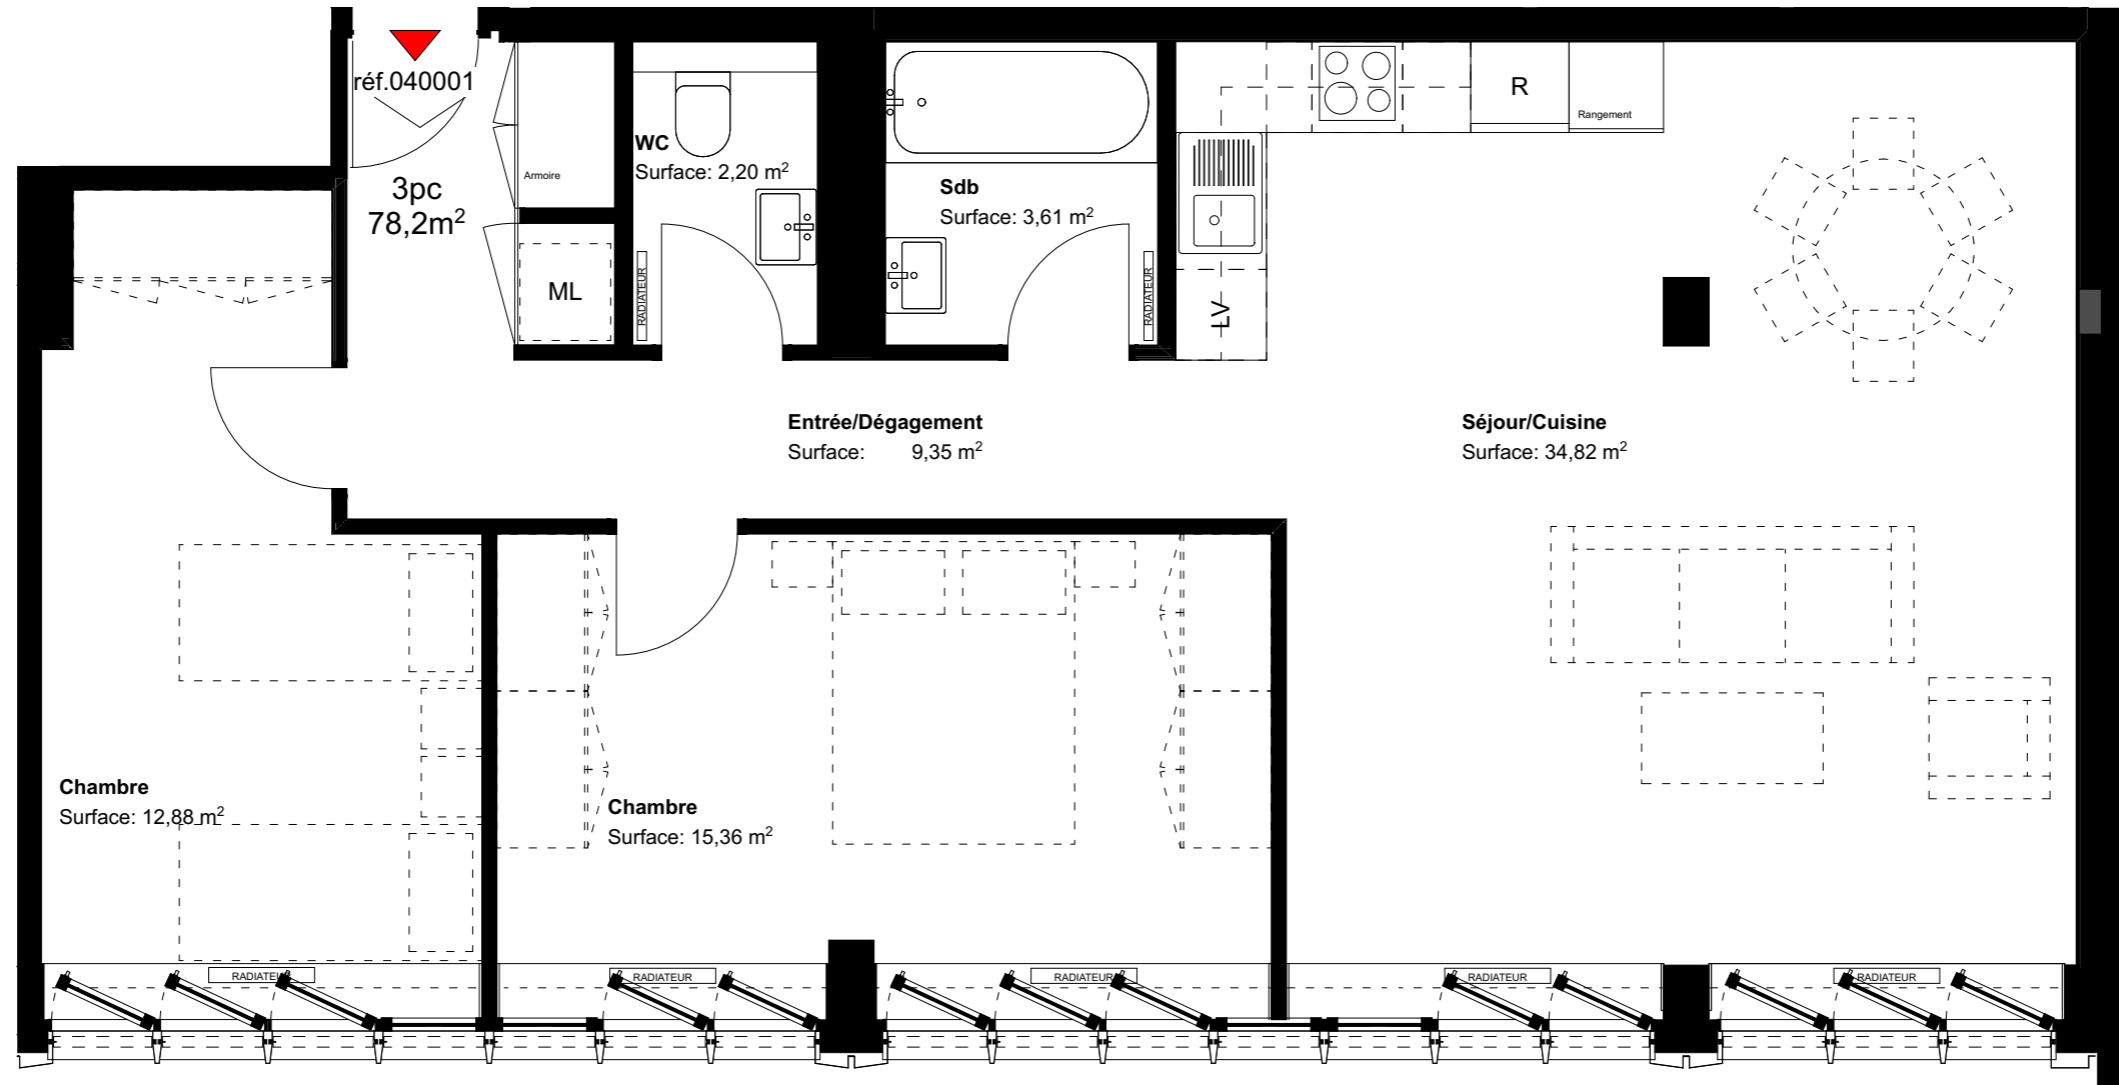 réf.040001
3pc
78,2m²
Armoire
ML
WC
Surface: 2,20 m²
RADIATEUR
Sdb
Surface: 3,61 m²
RADIATEUR
R
Rangement
LV
Entrée/Dégagement
Surface: 9,35 m²
Séjour/Cuisine
Surface: 34,82 m²
Chambre
Surface: 12,88 m²
Chambre
Surface: 15,36 m²
RADIATEUR
RADIATEUR
RADIATEUR
RADIATEUR
RADIATEUR